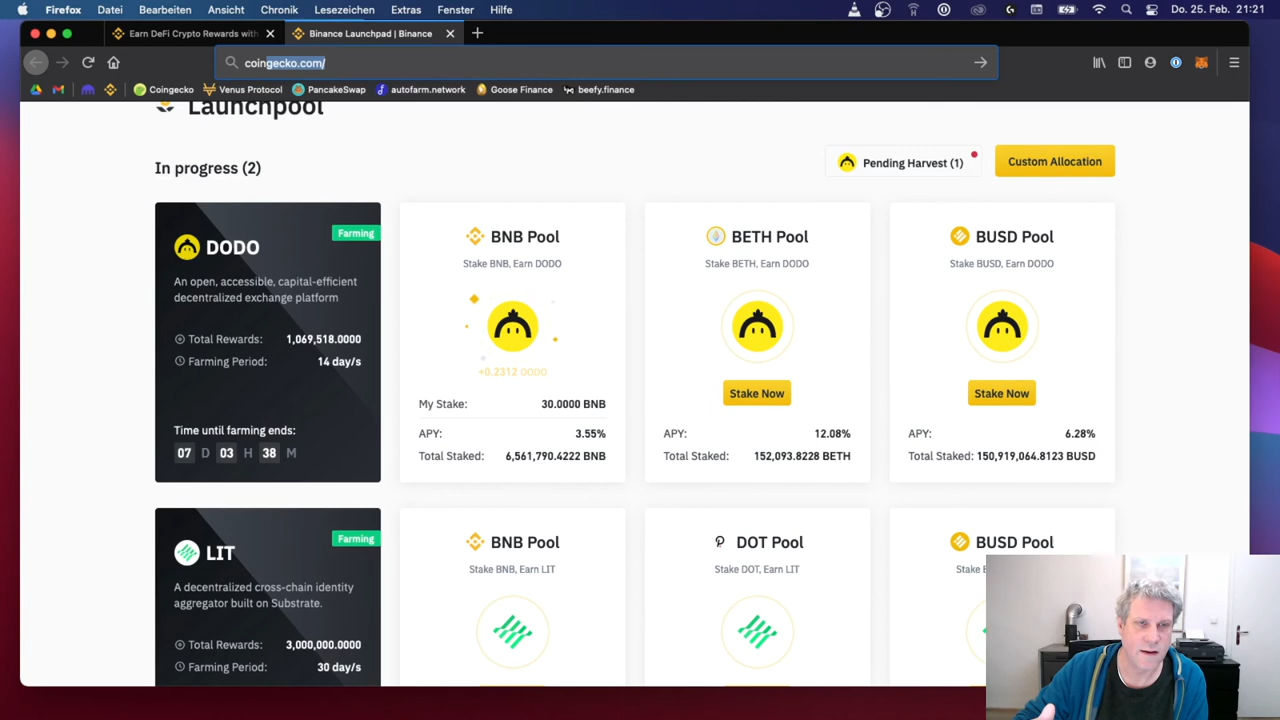 Firefox Datei Bearbeiten Ansicht Chronik Lesezeichen Extras Fenster Hilfe Do. 25. Feb. 21:21
Earn DeFi Crypto Rewards with Binance Launchpad | Binance
coingecko.com/
Coingecko Venus Protocol PancakeSwap autofarm.network Goose Finance beefy.finance
Launchpool
In progress (2)
Pending Harvest (1)
Custom Allocation
DODO
Farming
An open, accessible, capital-efficient
decentralized exchange platform
Total Rewards: 1,069,518.0000
Farming Period: 14 day/s
Time until farming ends:
07 D 03 H 38 M
BNB Pool
Stake BNB, Earn DODO
+0.2312 DODO
My Stake: 30.0000 BNB
APY: 3.55%
Total Staked: 6,561,790.4222 BNB
BETH Pool
Stake BETH, Earn DODO
Stake Now
APY: 12.08%
Total Staked: 152,093.8228 BETH
BUSD Pool
Stake BUSD, Earn DODO
Stake Now
APY: 6.28%
Total Staked: 150,919,064.8123 BUSD
LIT
Farming
A decentralized cross-chain identity
aggregator built on Substrate.
Total Rewards: 3,000,000.0000
Farming Period: 30 day/s
BNB Pool
Stake BNB, Earn LIT
DOT Pool
Stake DOT, Earn LIT
BUSD Pool
Stake